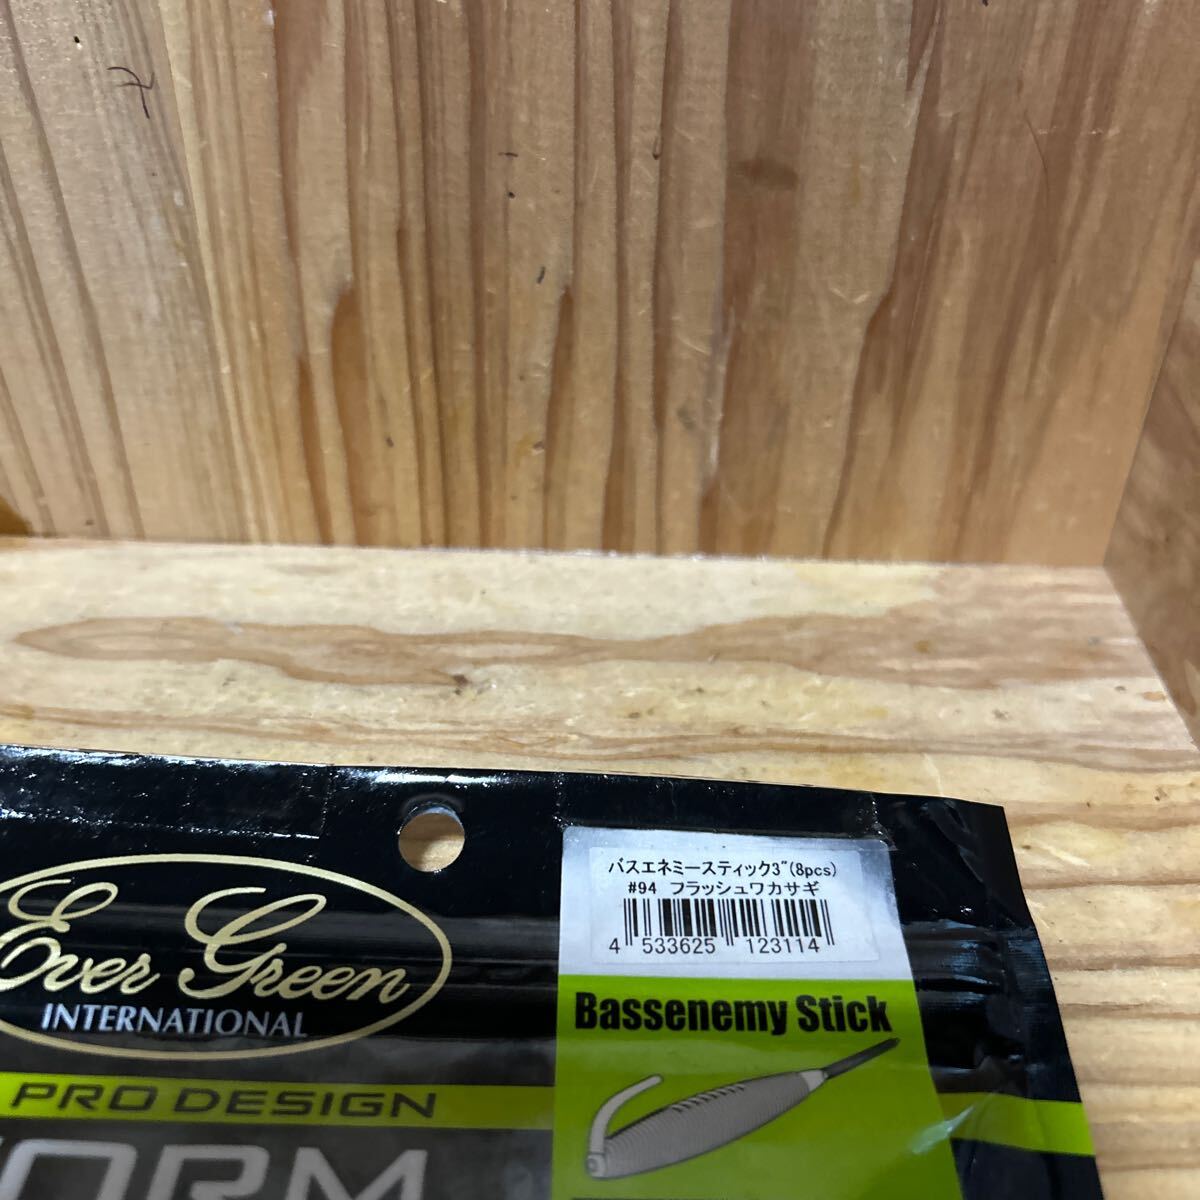 バスエネミースティック3"(8pcs)
#94 フラッシュワカサギ
4 533625 123114
Ever Green
INTERNATIONAL
Bassenemy Stick
PRO DESIGN